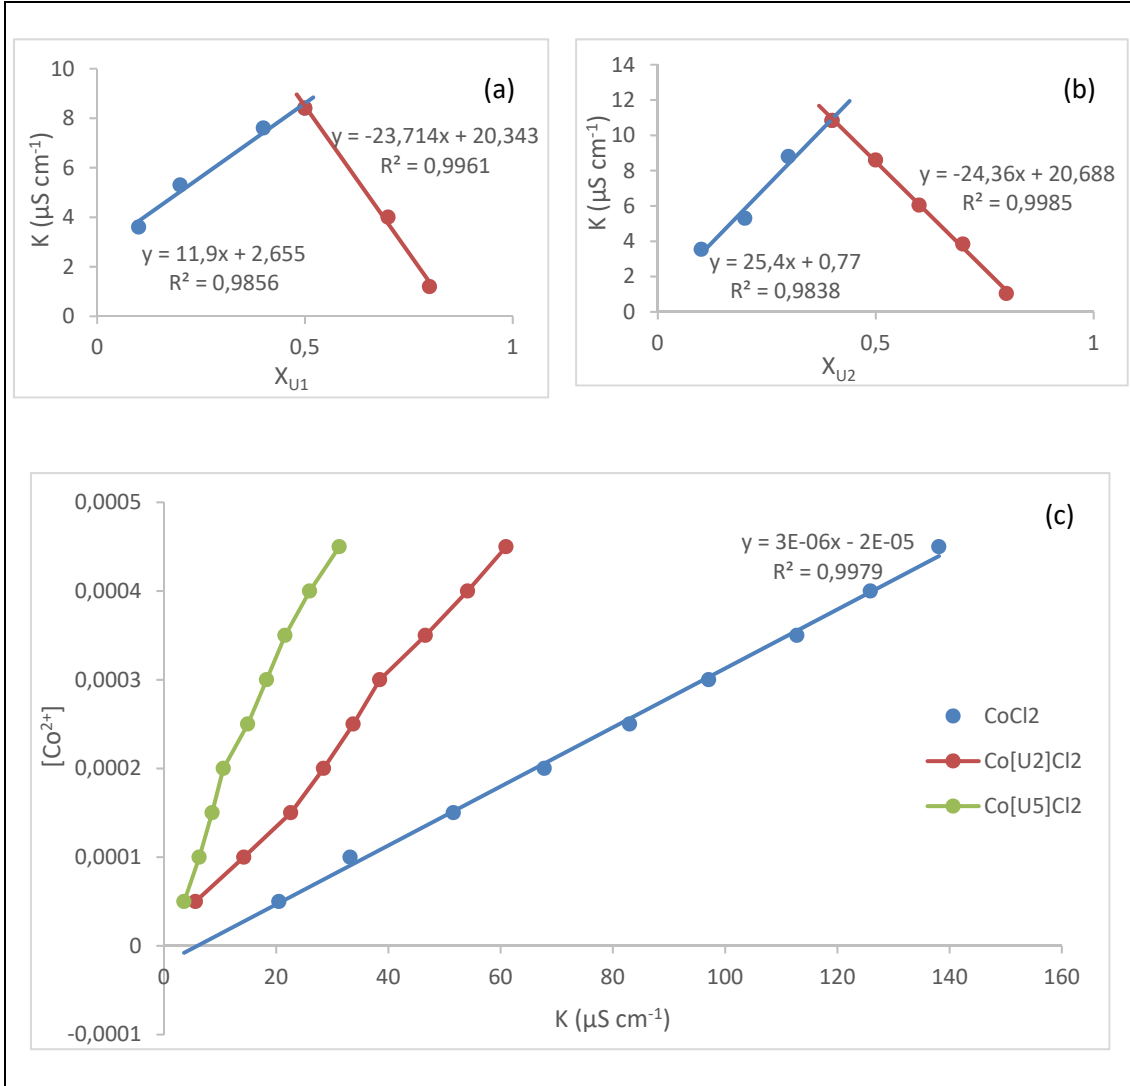 (a)
10
8
6
4
2
0
K (µS cm⁻¹)
y = -23,714x + 20,343
R² = 0,9961
y = 11,9x + 2,655
R² = 0,9856
0
0,5
1
X_U1
(b)
14
12
10
8
6
4
2
0
K (µS cm⁻¹)
y = -24,36x + 20,688
R² = 0,9985
y = 25,4x + 0,77
R² = 0,9838
0
0,5
1
X_U2
(c)
0,0005
0,0004
0,0003
0,0002
0,0001
0
-0,0001
[Co²⁺]
y = 3E-06x - 2E-05
R² = 0,9979
CoCl2
Co[U2]Cl2
Co[U5]Cl2
0
20
40
60
80
100
120
140
160
K (µS cm⁻¹)